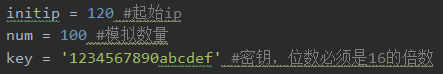 initip = 120 #起始ip
num = 100 #模拟数量
key = '1234567890abcdef' #密钥，位数必须是16的倍数